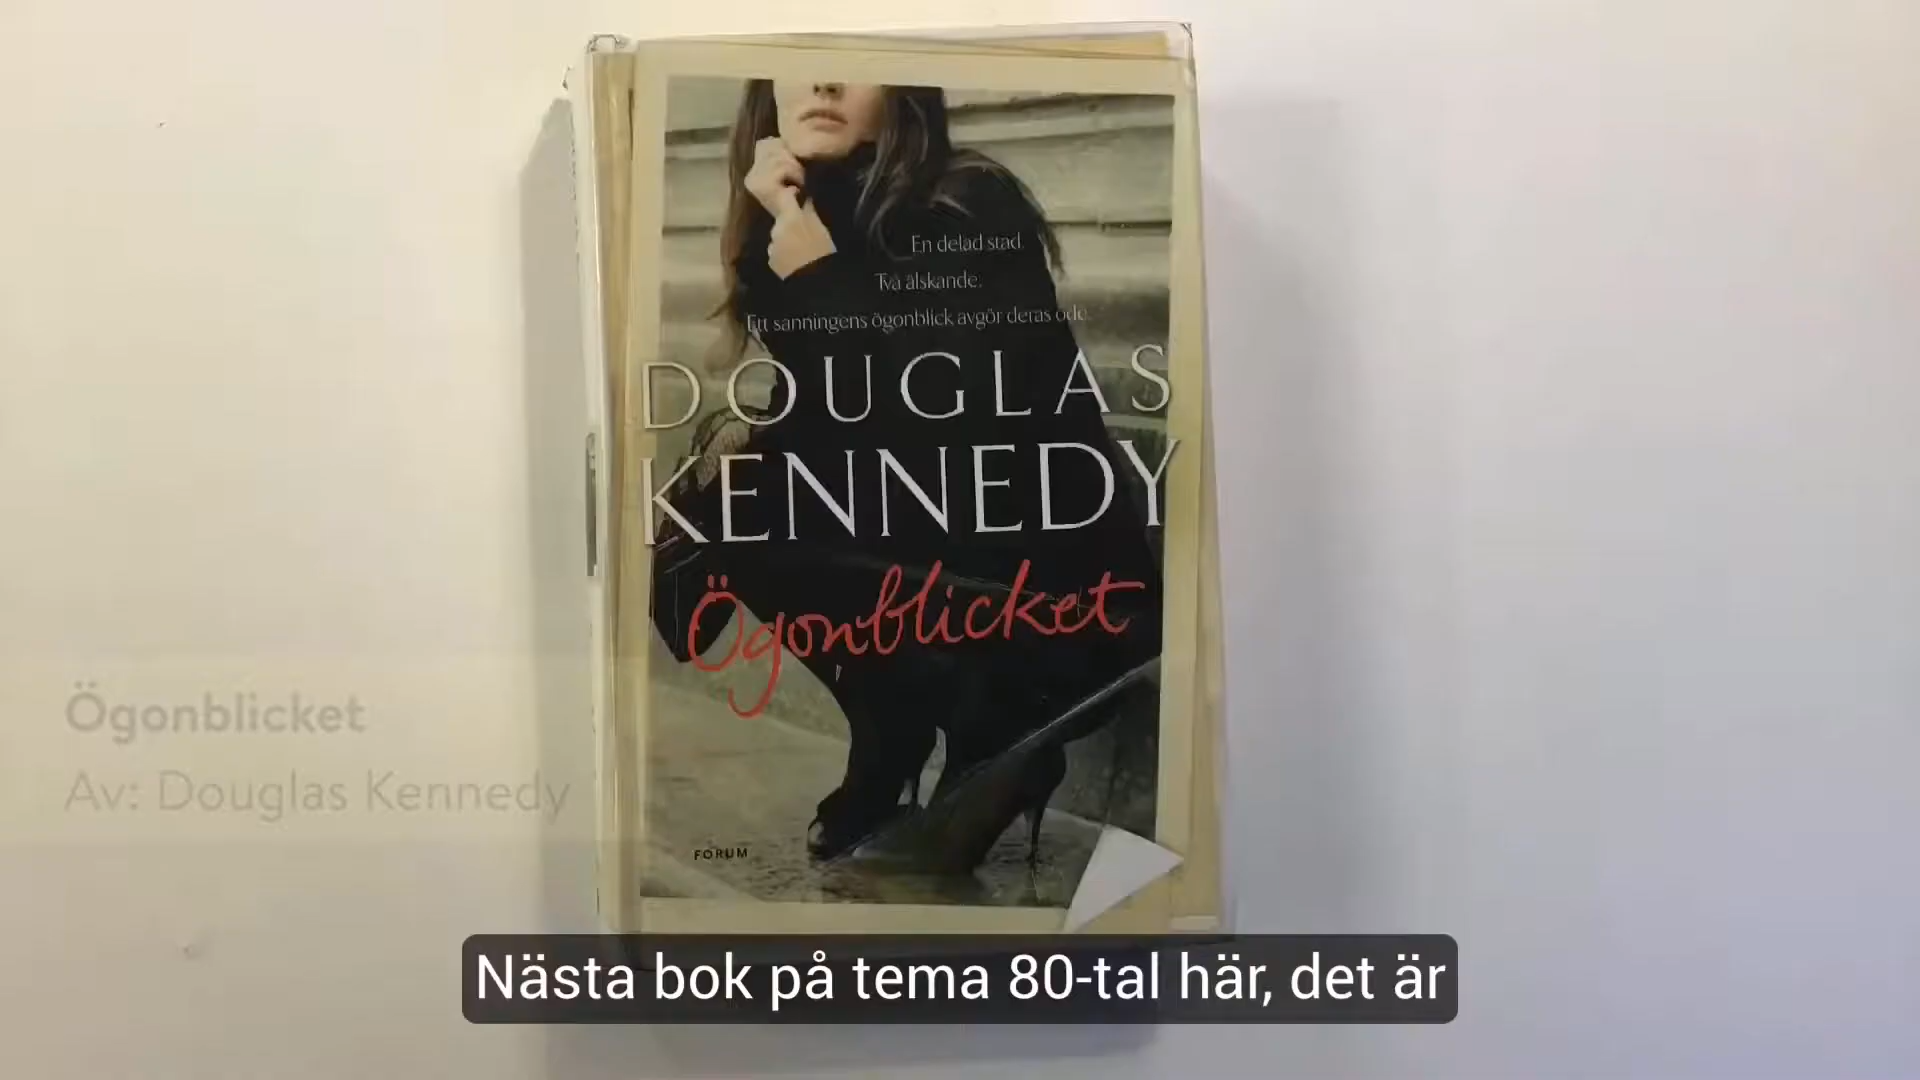 En delad stad.
Två älskande.
Ett sanningens ögonblick avgör deras öde.
DOUGLAS
KENNEDY
Ögonblicket
FORUM
Ögonblicket
Av: Douglas Kennedy
Nästa bok på tema 80-tal här, det är